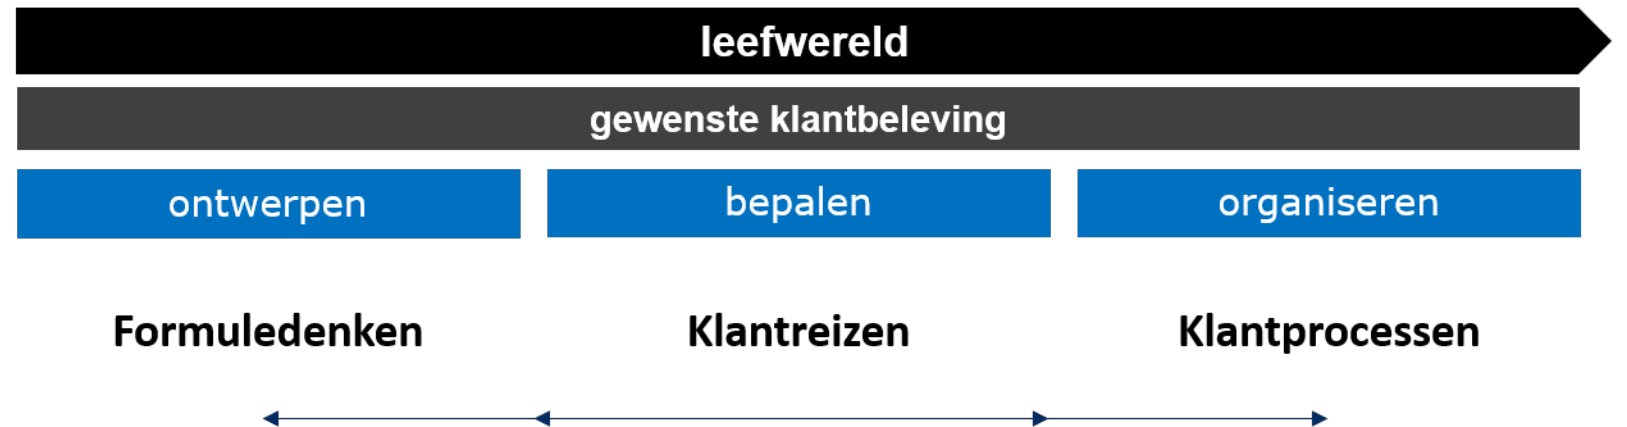 leefwereld
gewenste klantbeleving
ontwerpen bepalen organiseren
Formuledenken Klantreizen Klantprocessen